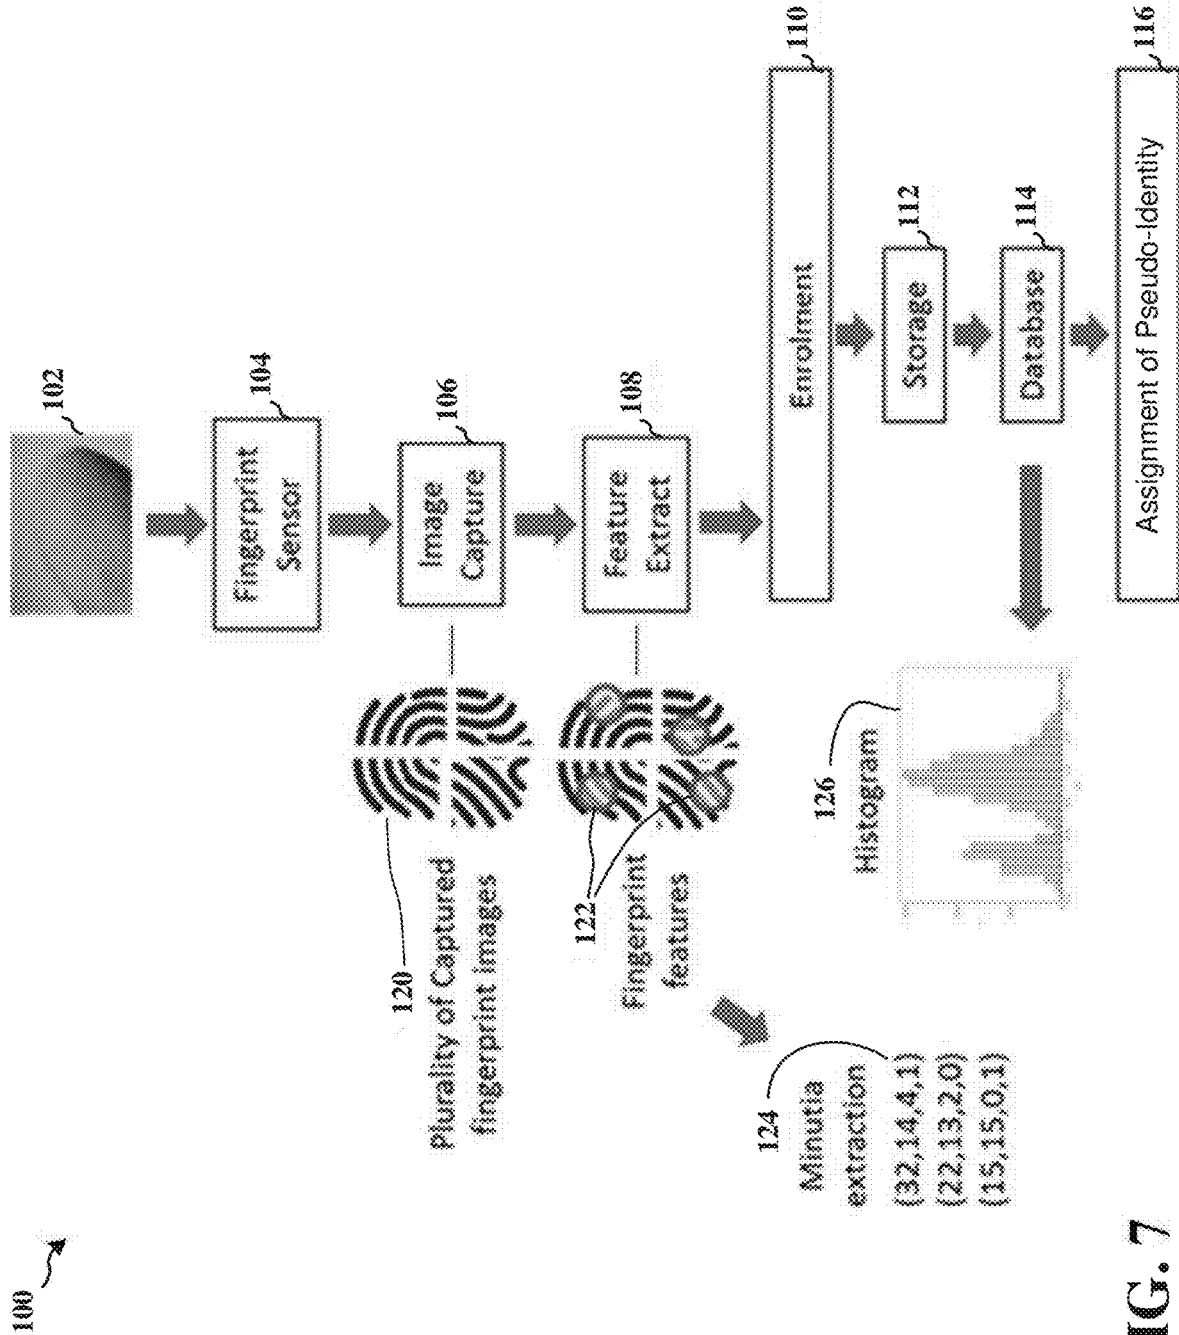 100
102
104
Fingerprint
Sensor
106
Image
Capture
120
Plurality of Captured
fingerprint images
108
Feature
Extract
122
Fingerprint
features
124
Minutia
extraction
(32,14,4,1)
(22,13,2,0)
(15,15,0,1)
110
Enrolment
112
Storage
114
Database
126
Histogram
116
Assignment of Pseudo-Identity
IG. 7